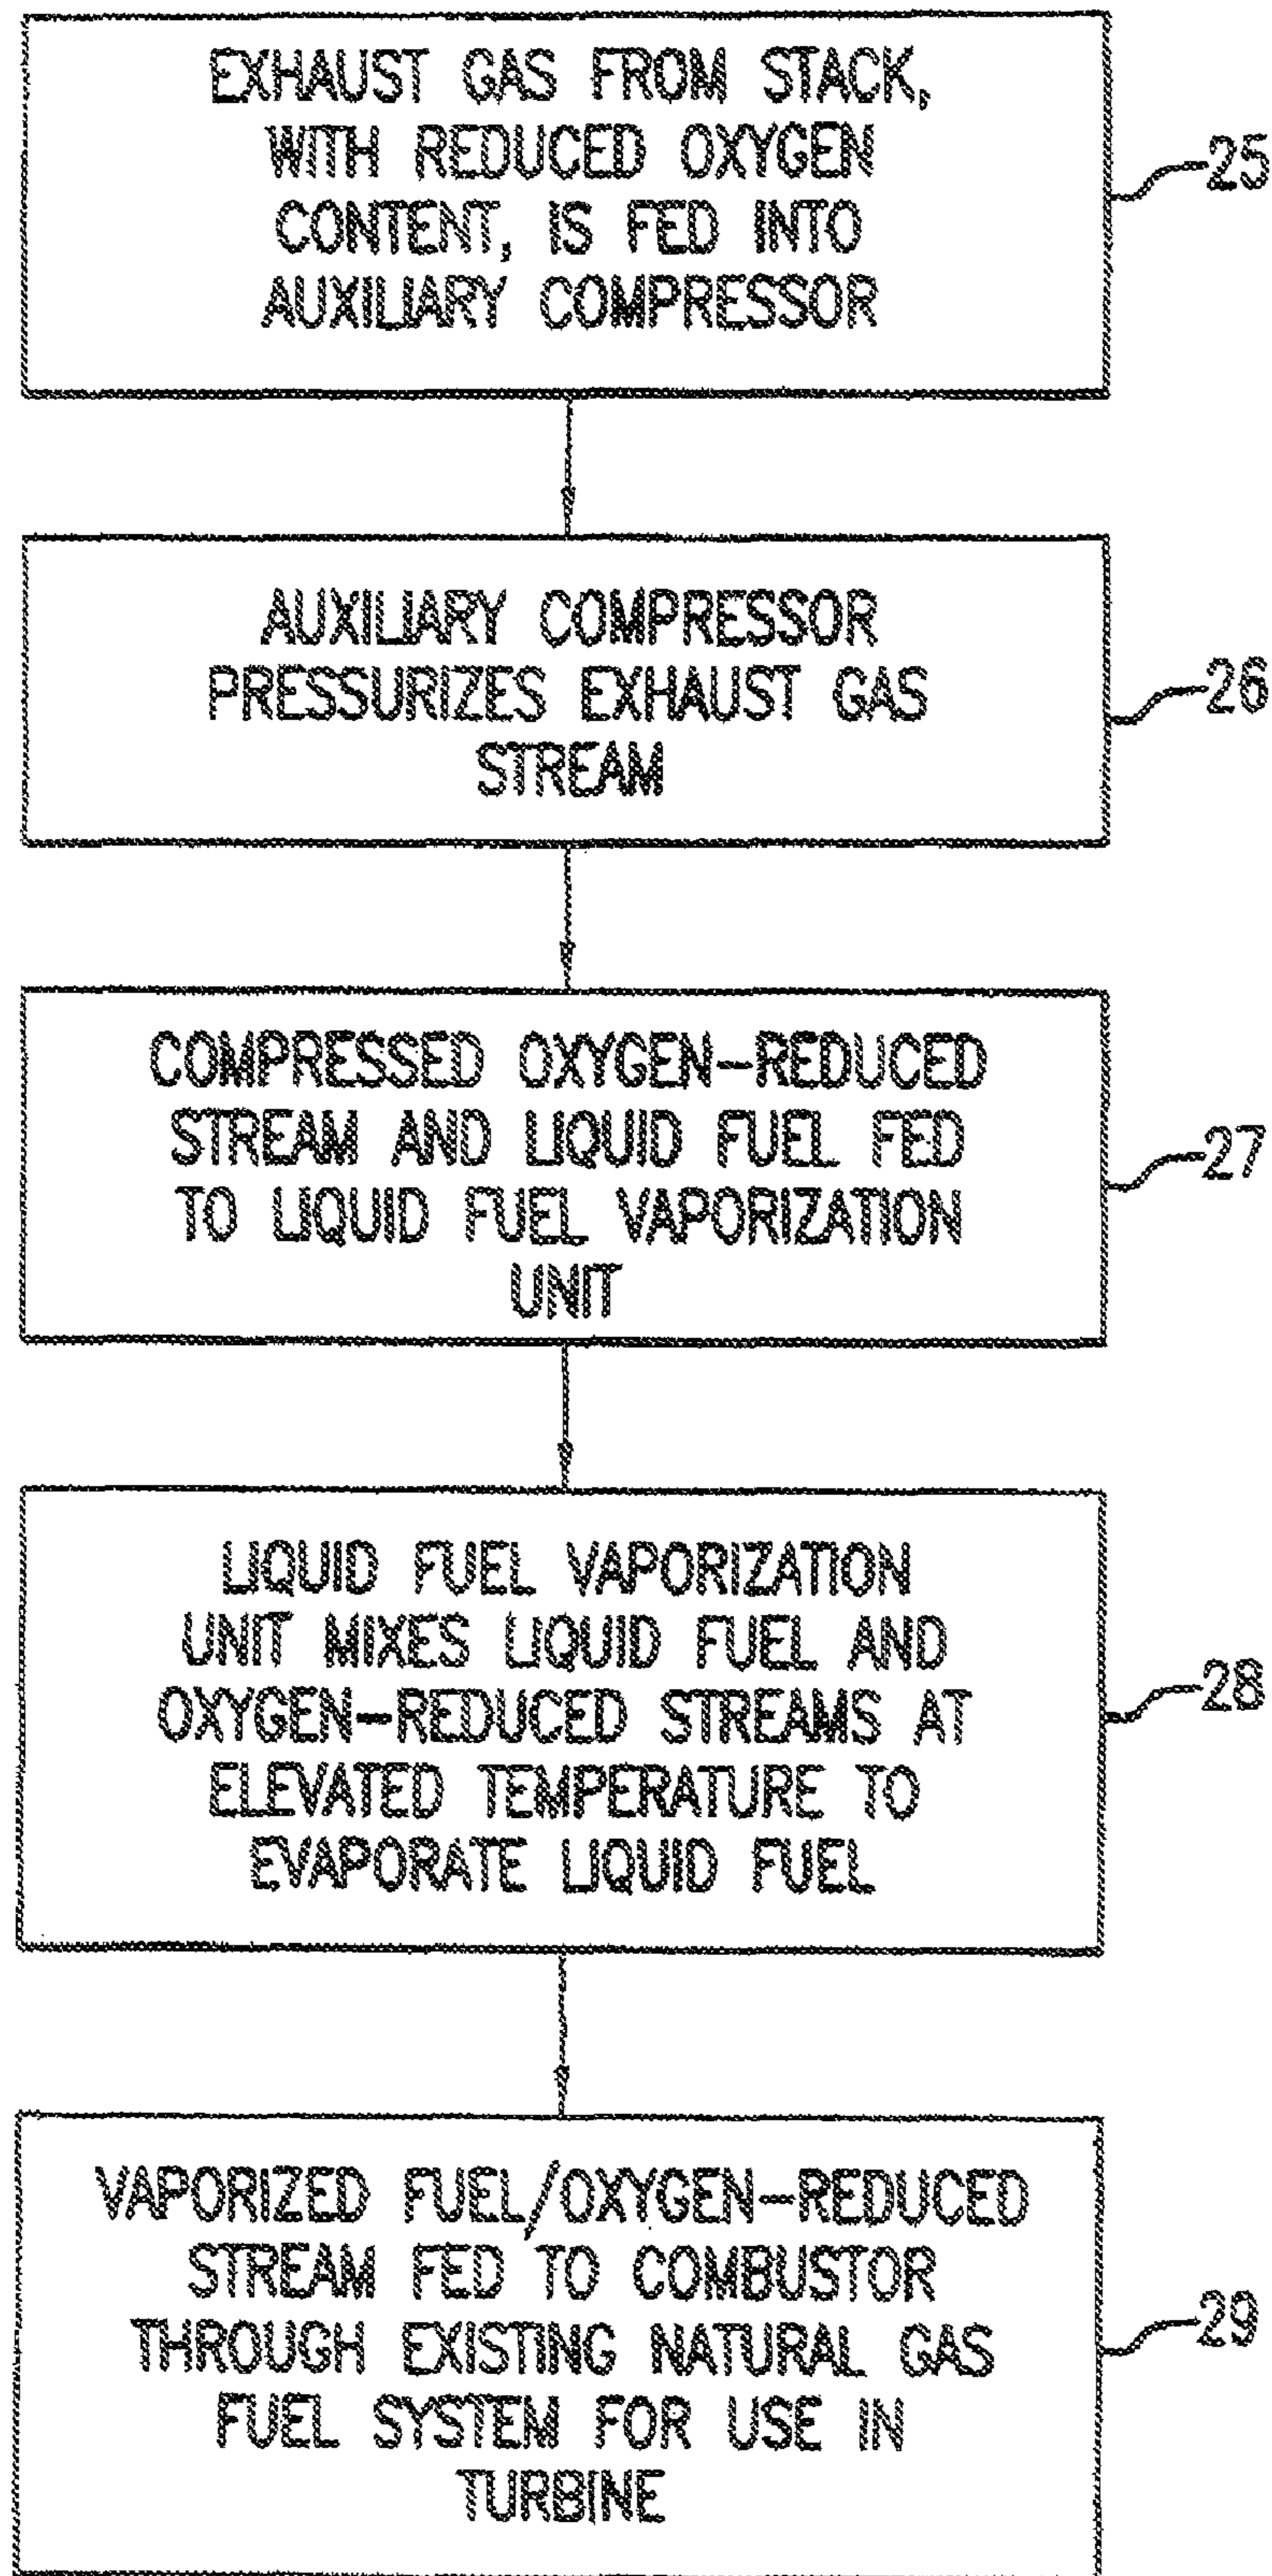 EXHAUST GAS FROM STACK,
WITH REDUCED OXYGEN
CONTENT, IS FED INTO
AUXILIARY COMPRESSOR
25
AUXILIARY COMPRESSOR
PRESSURIZES EXHAUST GAS
STREAM
26
COMPRESSED OXYGEN-REDUCED
STREAM AND LIQUID FUEL FED
TO LIQUID FUEL VAPORIZATION
UNIT
27
LIQUID FUEL VAPORIZATION
UNIT MIXES LIQUID FUEL AND
OXYGEN-REDUCED STREAMS AT
ELEVATED TEMPERATURE TO
EVAPORATE LIQUID FUEL
28
VAPORIZED FUEL/OXYGEN-REDUCED
STREAM FED TO COMBUSTOR
THROUGH EXISTING NATURAL GAS
FUEL SYSTEM FOR USE IN
TURBINE
29